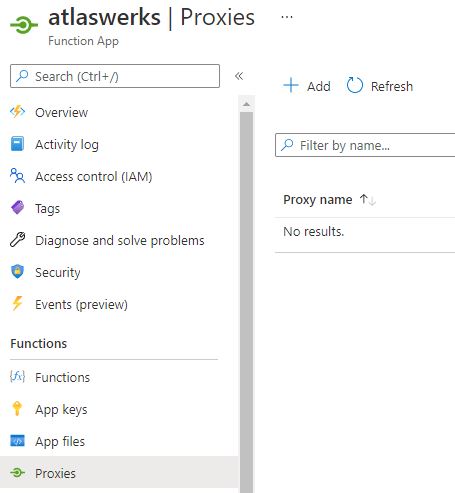 atlaswerks | Proxies ...
Function App
Search (Ctrl+/) «
Overview
Activity log
Access control (IAM)
Tags
Diagnose and solve problems
Security
Events (preview)
Functions
Functions
App keys
App files
Proxies
Add Refresh
Filter by name...
Proxy name ↑↓
No results.